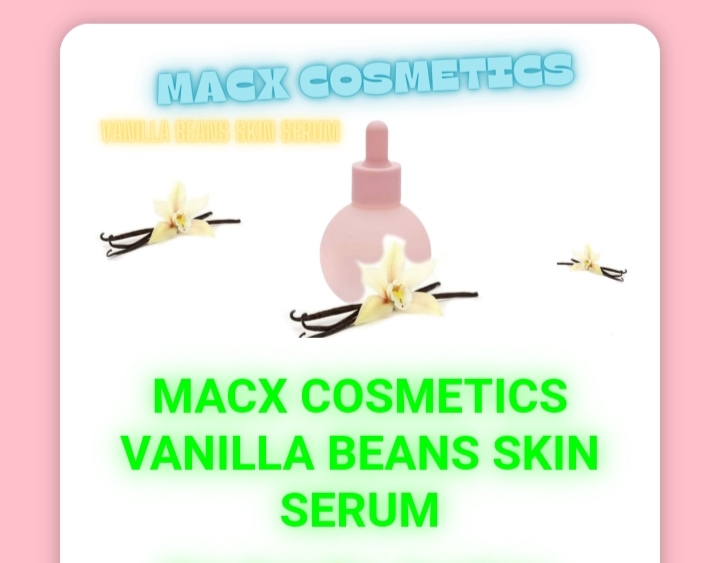 MACX COSMETICS
VANILLA BEANS SKIN SERUM
MACX COSMETICS
VANILLA BEANS SKIN
SERUM